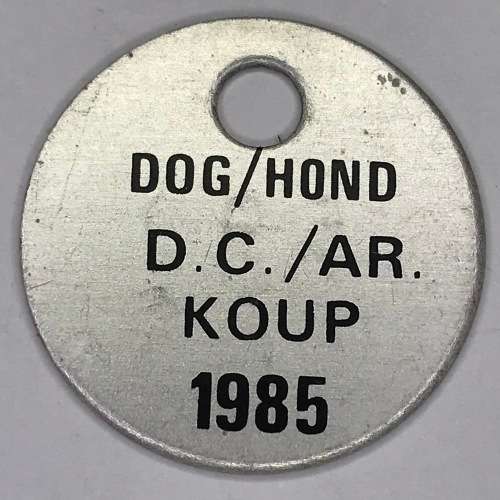 DOG/HOND
D.C./AR.
KOUP
1985